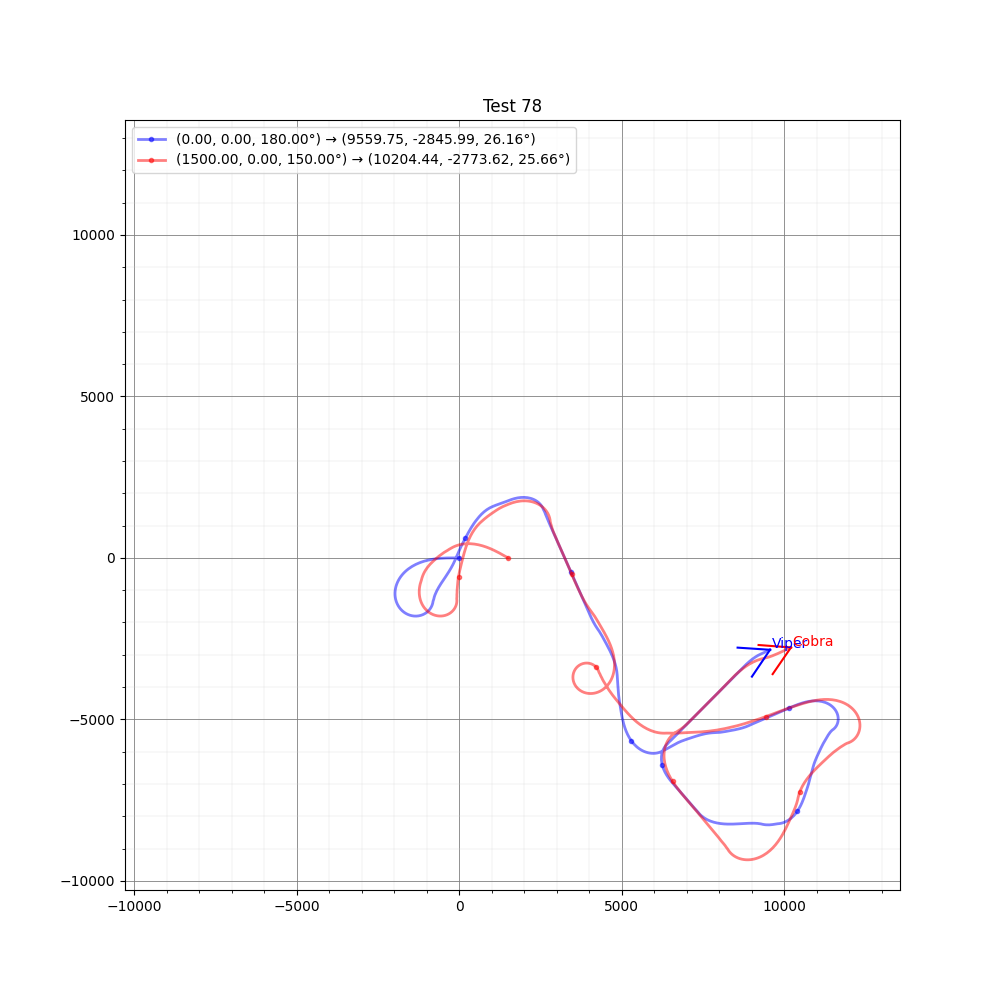 Test 78
(0.00, 0.00, 180.00°) → (9559.75, -2845.99, 26.16°)
(1500.00, 0.00, 150.00°) → (10204.44, -2773.62, 25.66°)
10000
5000
0
Viper
Cobra
−5000
−10000
−10000
−5000
0
5000
10000